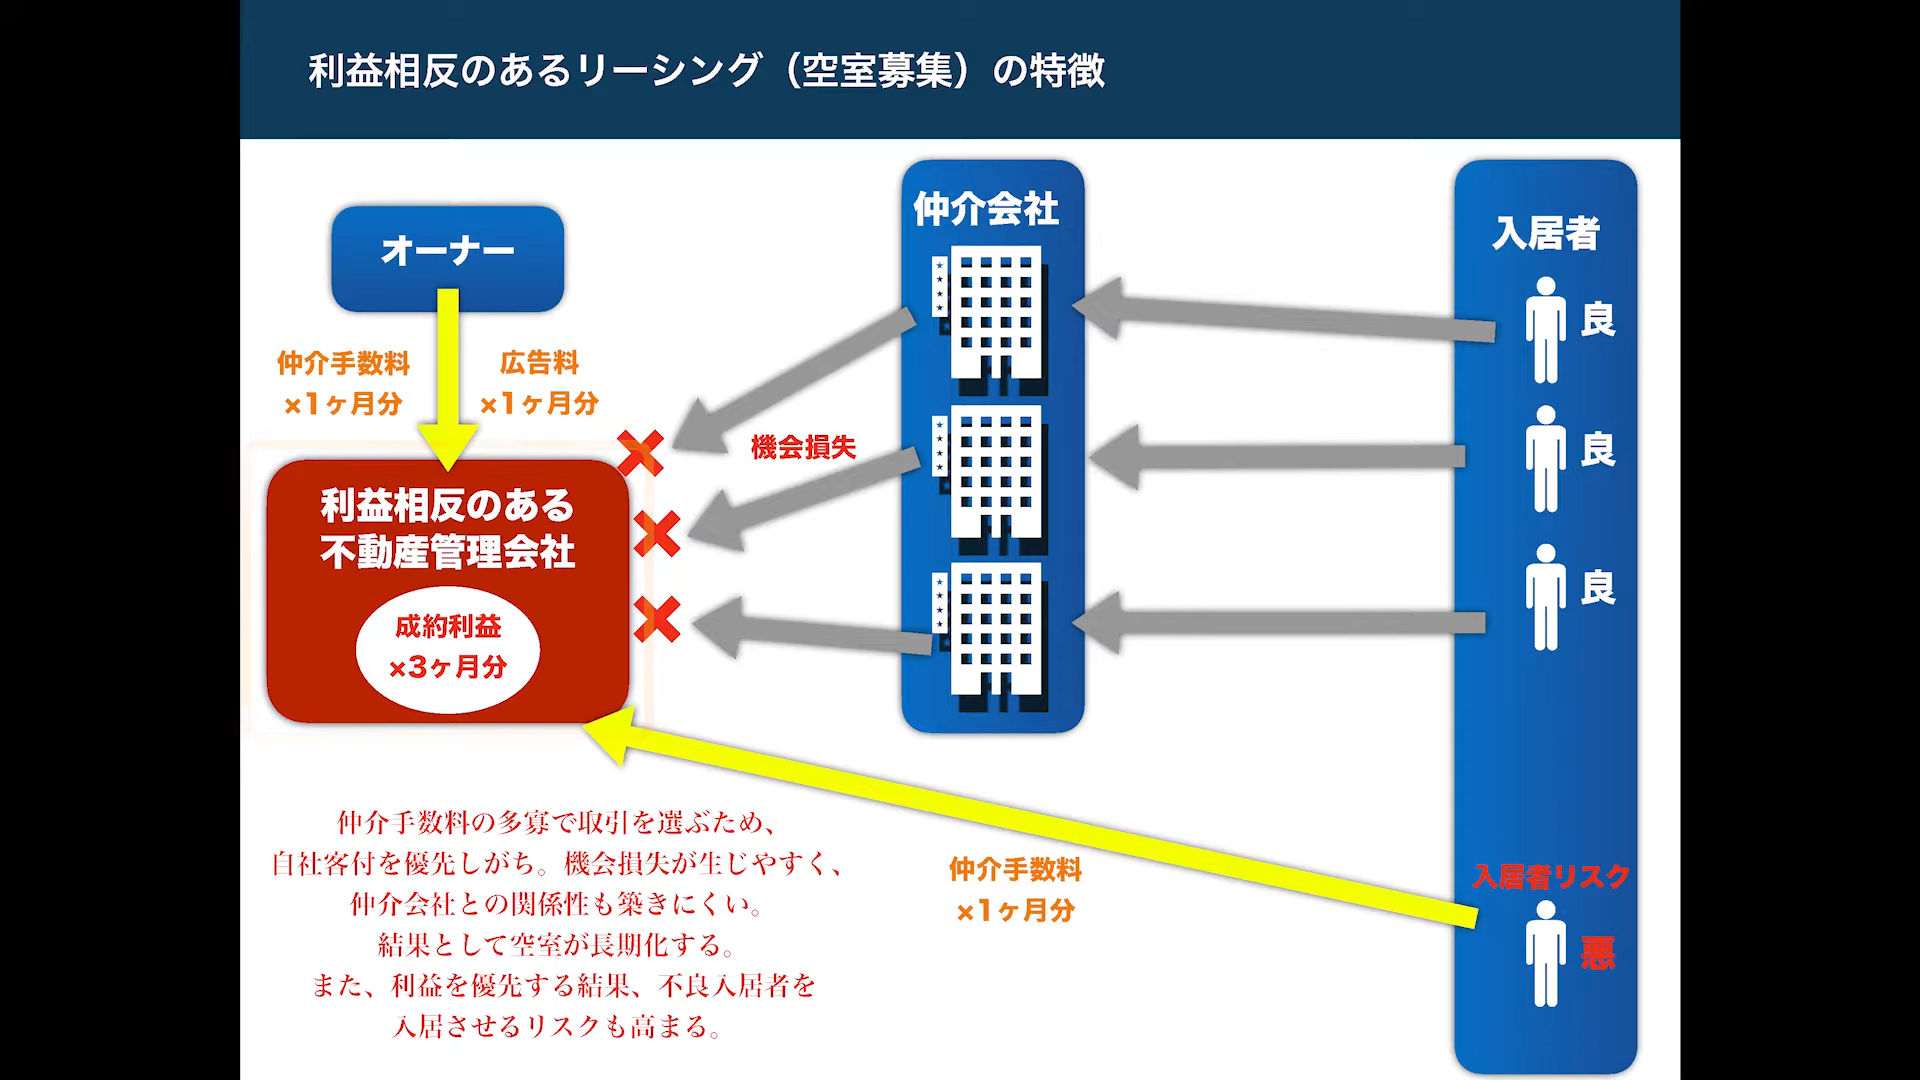 利益相反のあるリーシング（空室募集）の特徴
オーナー
仲介手数料
×1ヶ月分
広告料
×1ヶ月分
利益相反のある
不動産管理会社
成約利益
×3ヶ月分
機会損失
仲介会社
入居者
良
良
良
入居者リスク
悪
仲介手数料
×1ヶ月分
仲介手数料の多寡で取引を選ぶため、
自社客付を優先しがち。機会損失が生じやすく、
仲介会社との関係性も築きにくい。
結果として空室が長期化する。
また、利益を優先する結果、不良入居者を
入居させるリスクも高まる。